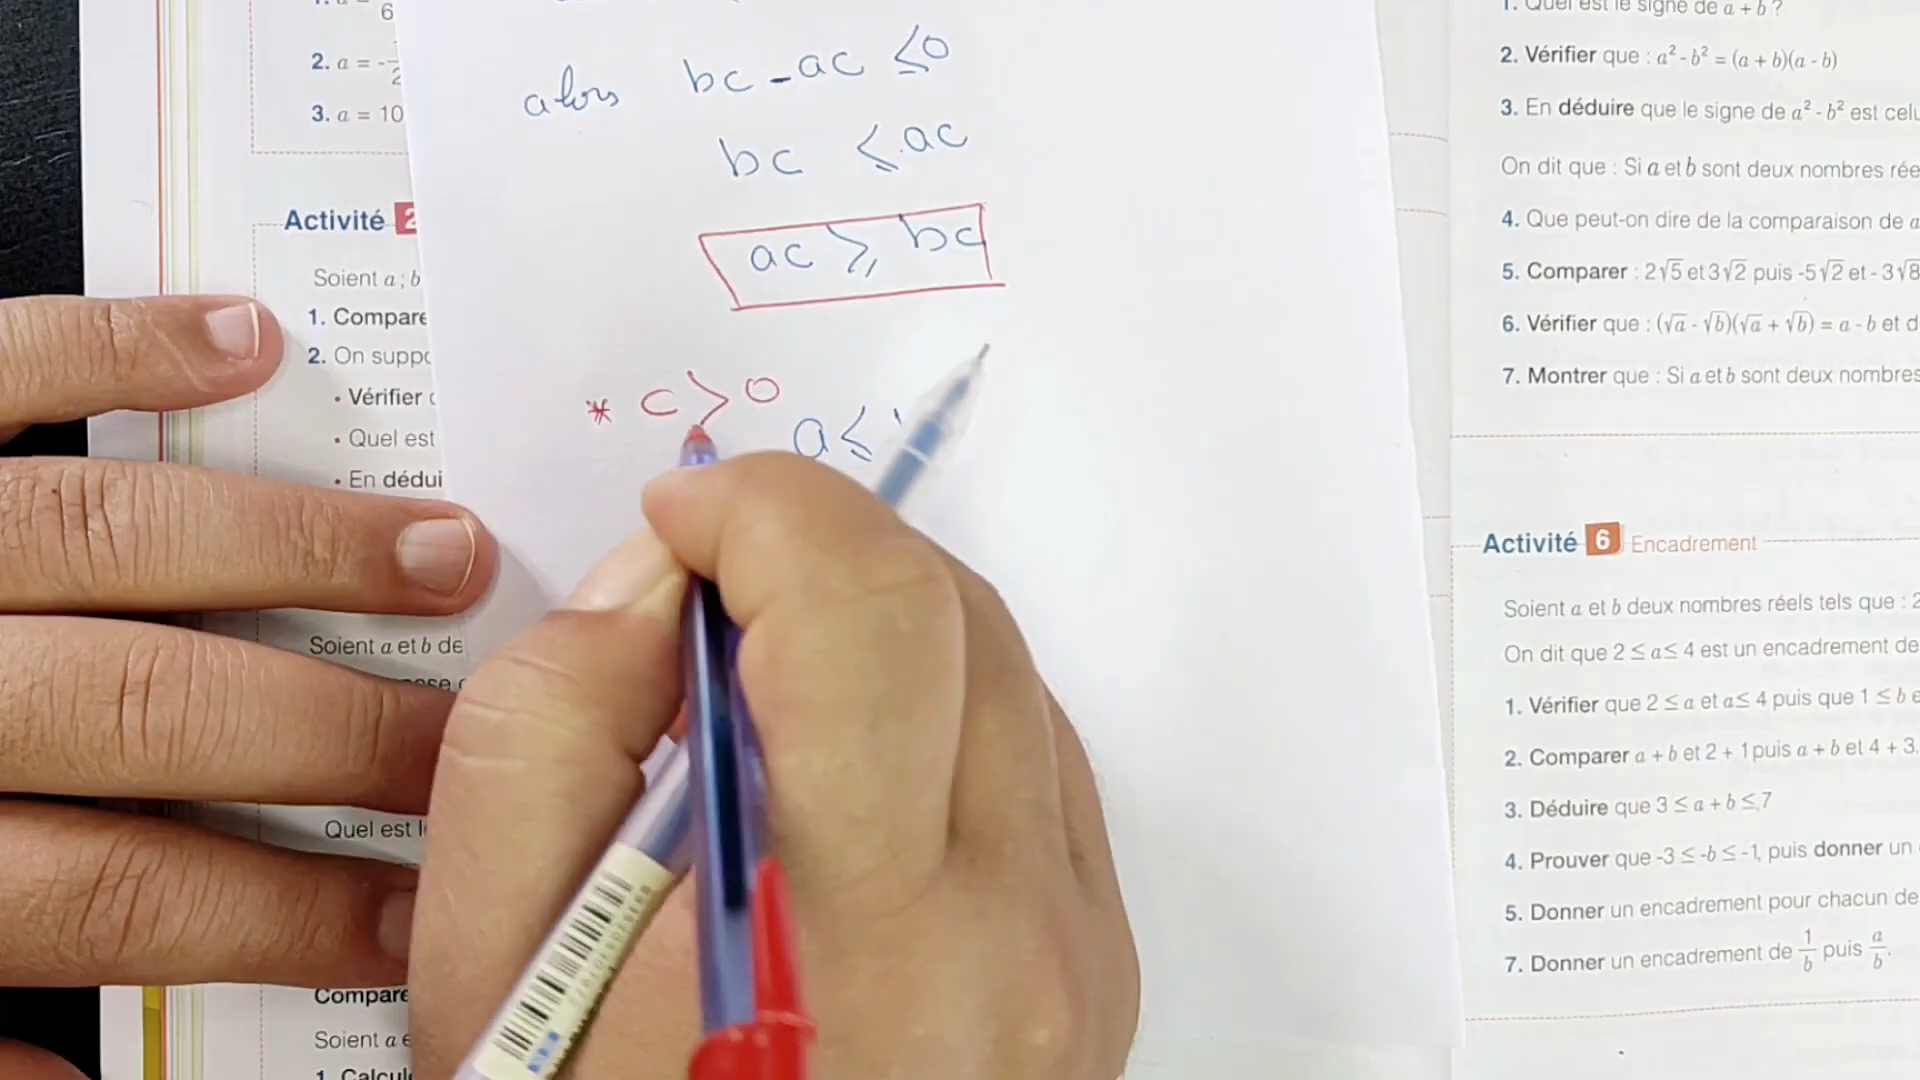 1. a =
6
2. a = -
2
3. a = 10
Activité 2
Soient a ; b
1. Compare
2. On suppo
• Vérifier
• Quel est
• En dédui
Soient a et b de
Quel est l
Compare
Soient a e
1. Calcul
alors bc - ac ≤ 0
bc ≤ ac
ac ≥ bc
* c > 0
a ≤
1. Quel est le signe de a + b ?
2. Vérifier que : a² - b² = (a + b)(a - b)
3. En déduire que le signe de a² - b² est celu
On dit que : Si a et b sont deux nombres rée
4. Que peut-on dire de la comparaison de a
5. Comparer : 2√5 et 3√2 puis -5√2 et - 3√8
6. Vérifier que : (√a - √b)(√a + √b) = a - b et d
7. Montrer que : Si a et b sont deux nombres
Activité 6 Encadrement
Soient a et b deux nombres réels tels que : 2
On dit que 2 ≤ a ≤ 4 est un encadrement de
1. Vérifier que 2 ≤ a et a ≤ 4 puis que 1 ≤ b e
2. Comparer a + b et 2 + 1 puis a + b et 4 + 3.
3. Déduire que 3 ≤ a + b ≤ 7
4. Prouver que -3 ≤ -b ≤ -1, puis donner un
5. Donner un encadrement pour chacun de
7. Donner un encadrement de 1/b puis a/b.